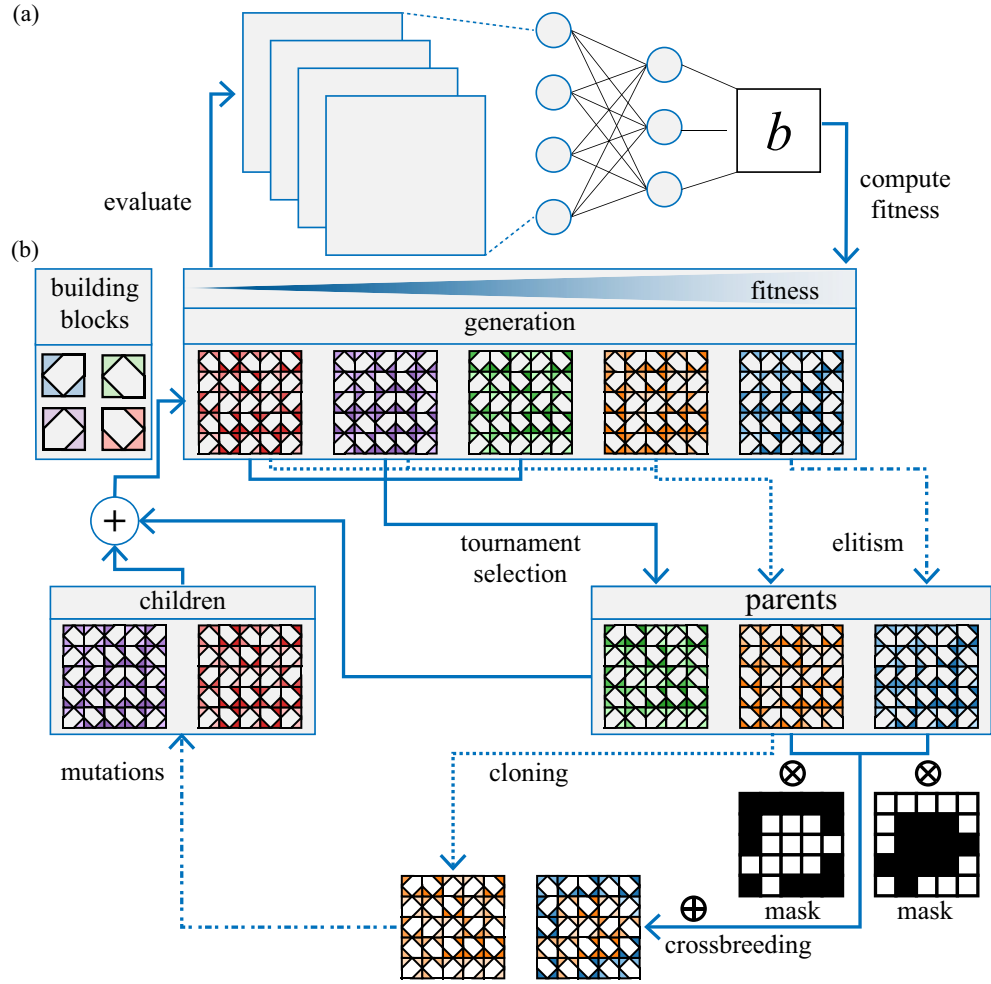 (a)
b
evaluate
compute
fitness
(b)
building
blocks
fitness
generation
+
tournament
selection
elitism
children
parents
mutations
cloning
mask
mask
crossbreeding